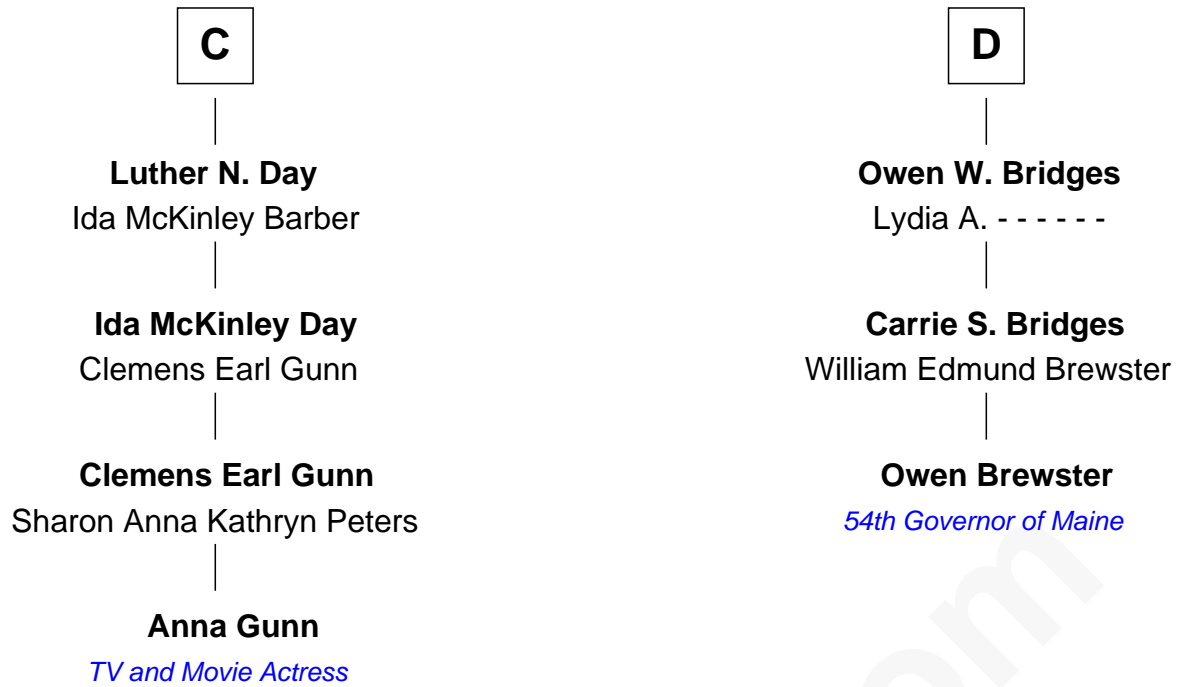 C
Luther N. Day
Ida McKinley Barber
Ida McKinley Day
Clemens Earl Gunn
Clemens Earl Gunn
Sharon Anna Kathryn Peters
Anna Gunn
TV and Movie Actress
D
Owen W. Bridges
Lydia A. - - - - - -
Carrie S. Bridges
William Edmund Brewster
Owen Brewster
54th Governor of Maine
om